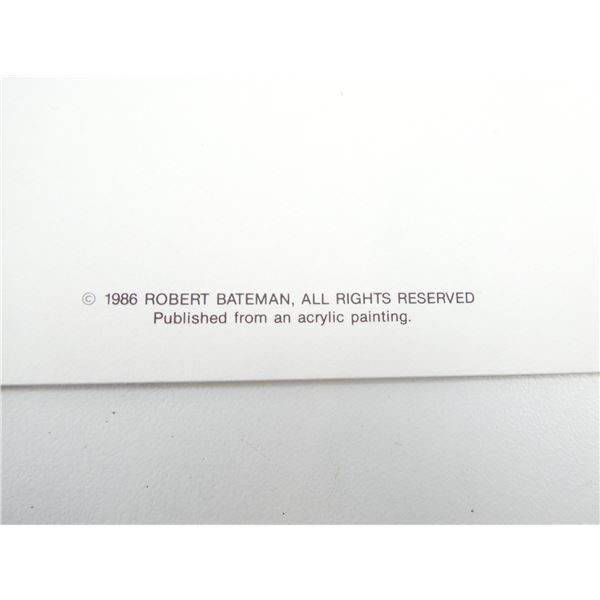 © 1986 ROBERT BATEMAN, ALL RIGHTS RESERVED
Published from an acrylic painting.